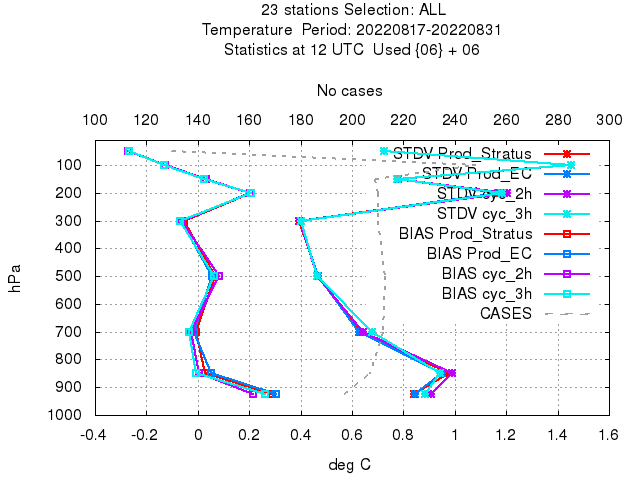 23 stations Selection: ALL
Temperature  Period: 20220817-20220831
Statistics at 12 UTC  Used {06} + 06
No cases
100 120 140 160 180 200 220 240 260 280 300
STDV Prod_Stratus
STDV Prod_EC
STDV cyc_2h
STDV cyc_3h
BIAS Prod_Stratus
BIAS Prod_EC
BIAS cyc_2h
BIAS cyc_3h
CASES
100
200
300
400
500
600
700
800
900
1000
hPa
-0.4 -0.2 0 0.2 0.4 0.6 0.8 1 1.2 1.4 1.6
deg C